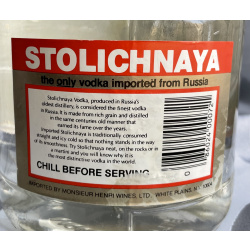 STOLICHNAYA
the only vodka imported from Russia
Stolichnaya Vodka, produced in Russia's
oldest distillery, is considered the finest vodka
in Russia. It is made from rich grain and distilled
in the same centuries old manner that
earned its fame over the years.
Imported Stolichnaya is traditionally consumed
straight and icy cold so that nothing stands in the way
of its smoothness. Try Stolichnaya neat, on the rocks or in
a martini and you will know why it is
the most distinctive vodka in the world.
CHILL BEFORE SERVING
IMPORTED BY MONSIEUR HENRI WINES, LTD., WHITE PLAINS, N.Y.